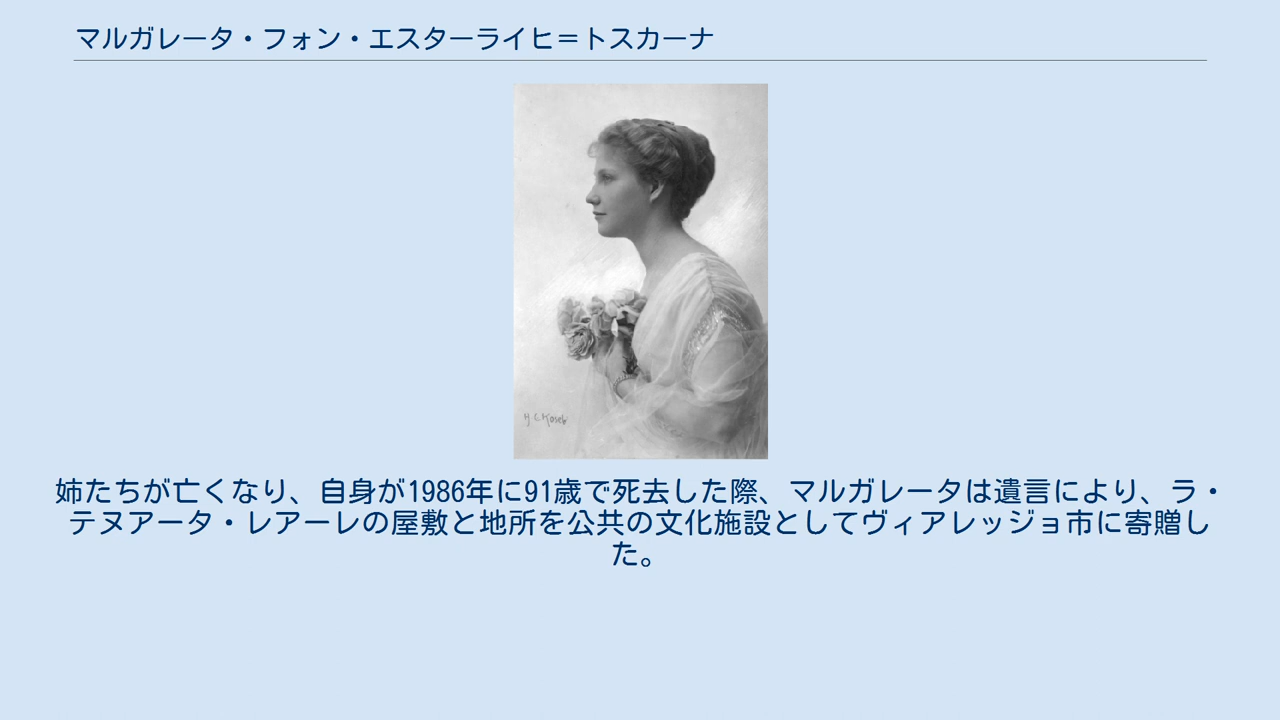 マルガレータ・フォン・エスターライヒ＝トスカーナ
姉たちが亡くなり、自身が1986年に91歳で死去した際、マルガレータは遺言により、ラ・
テヌアータ・レアーレの屋敷と地所を公共の文化施設としてヴィアレッジョ市に寄贈し
た。